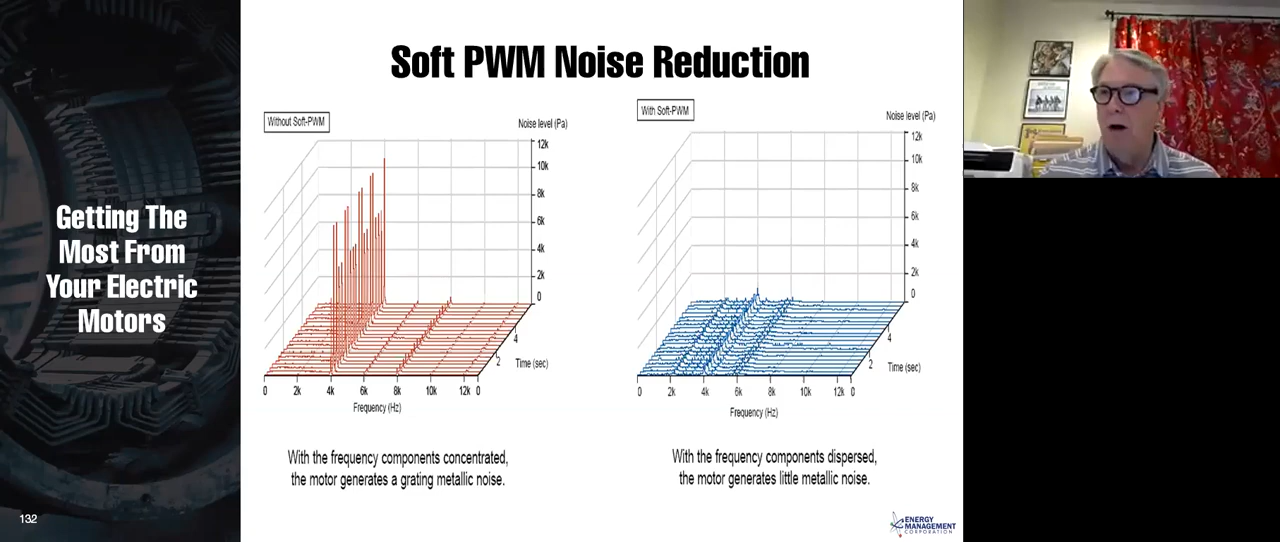 Soft PWM Noise Reduction
Getting The
Most From
Your Electric
Motors
132
Without Soft-PWM
Noise level (Pa)
12k
10k
8k
6k
4k
2k
0
4
2
Time (sec)
0 2k 4k 6k 8k 10k 12k 0
Frequency (Hz)
With the frequency components concentrated,
the motor generates a grating metallic noise.
With Soft-PWM
Noise level (Pa)
12k
10k
8k
6k
4k
2k
0
4
2
Time (sec)
0 2k 4k 6k 8k 10k 12k 0
Frequency (Hz)
With the frequency components dispersed,
the motor generates little metallic noise.
ENERGY
MANAGEMENT
CORPORATION